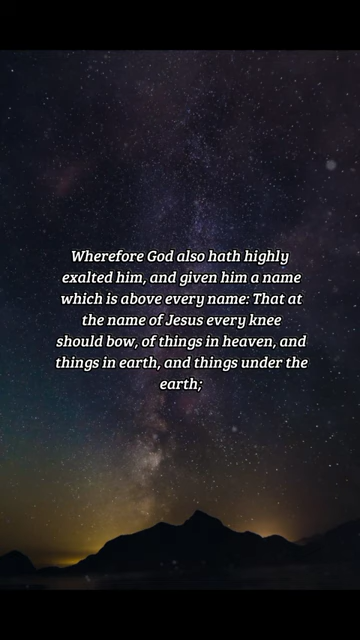 Wherefore God also hath highly
exalted him, and given him a name
which is above every name: That at
the name of Jesus every knee
should bow, of things in heaven, and
things in earth, and things under the
earth;